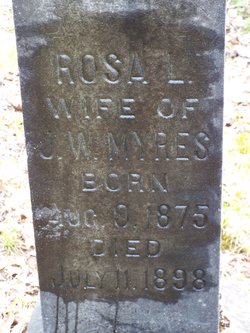 ROSA L.
WIFE OF
J. W. MYRES
BORN
AUG. 9, 1875
DIED
JULY 11, 1898